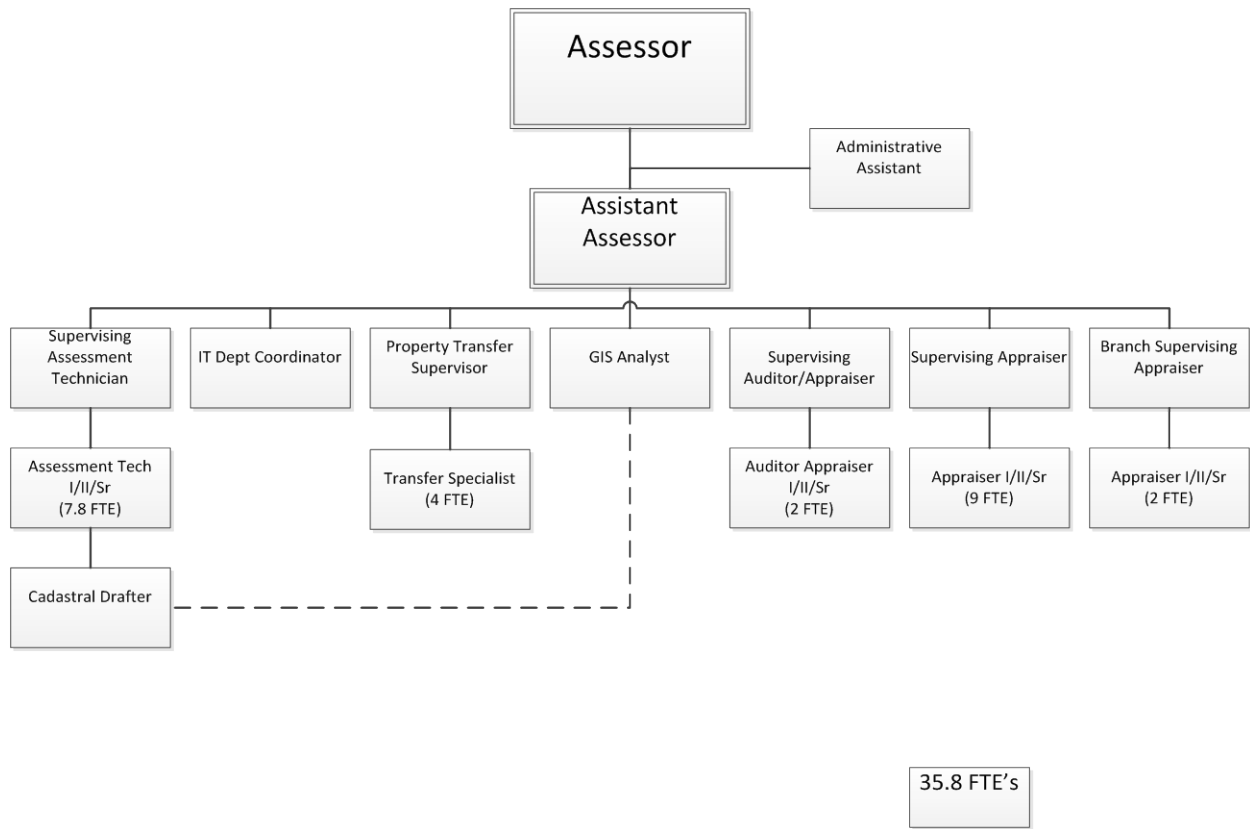 Assessor
Administrative
Assistant
Assistant
Assessor
Supervising
Assessment
Technician
IT Dept Coordinator
Property Transfer
Supervisor
GIS Analyst
Supervising
Auditor/Appraiser
Supervising Appraiser
Branch Supervising
Appraiser
Assessment Tech
I/II/Sr
(7.8 FTE)
Transfer Specialist
(4 FTE)
Auditor Appraiser
I/II/Sr
(2 FTE)
Appraiser I/II/Sr
(9 FTE)
Appraiser I/II/Sr
(2 FTE)
Cadastral Drafter
35.8 FTE’s